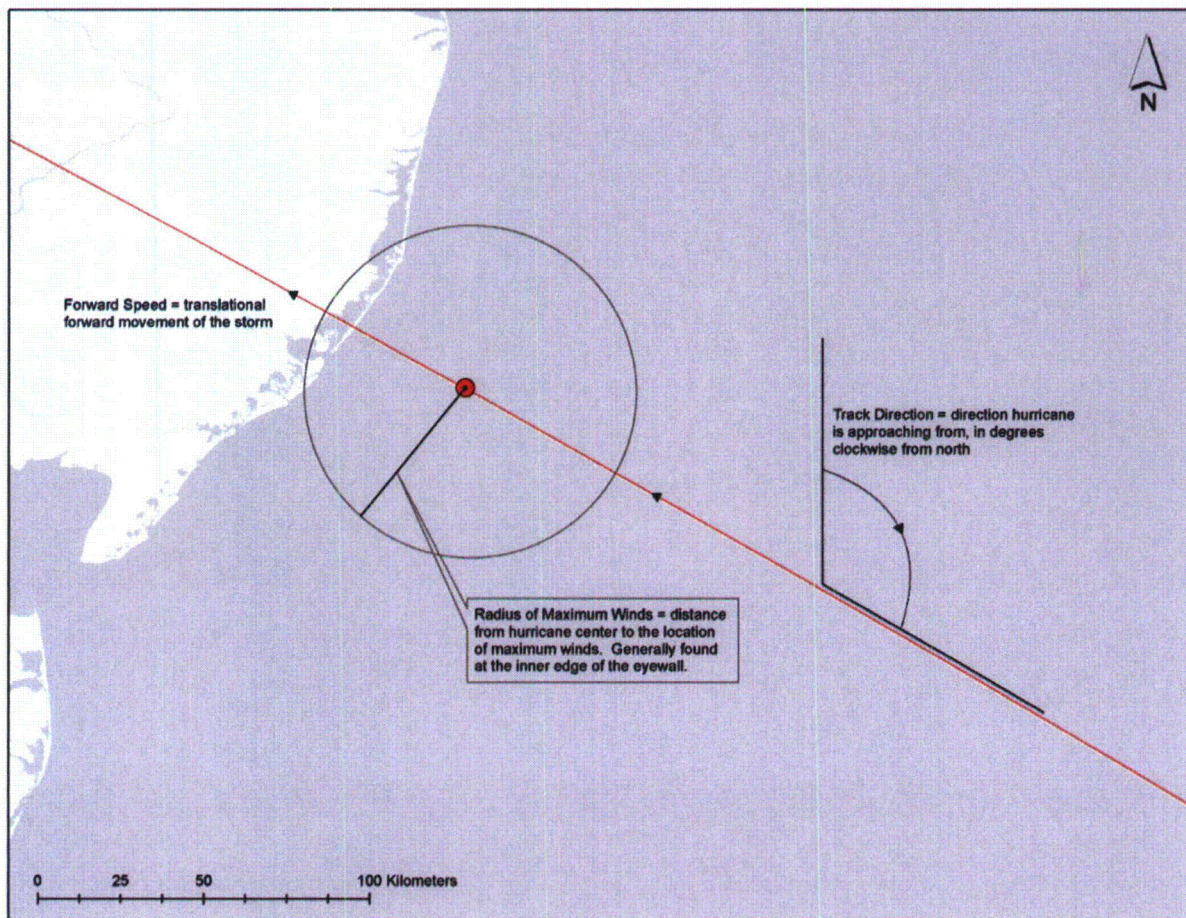 N
Forward Speed = translational
forward movement of the storm
Track Direction = direction hurricane
is approaching from, in degrees
clockwise from north
Radius of Maximum Winds = distance
from hurricane center to the location
of maximum winds. Generally found
at the inner edge of the eyewall.
0 25 50 100 Kilometers